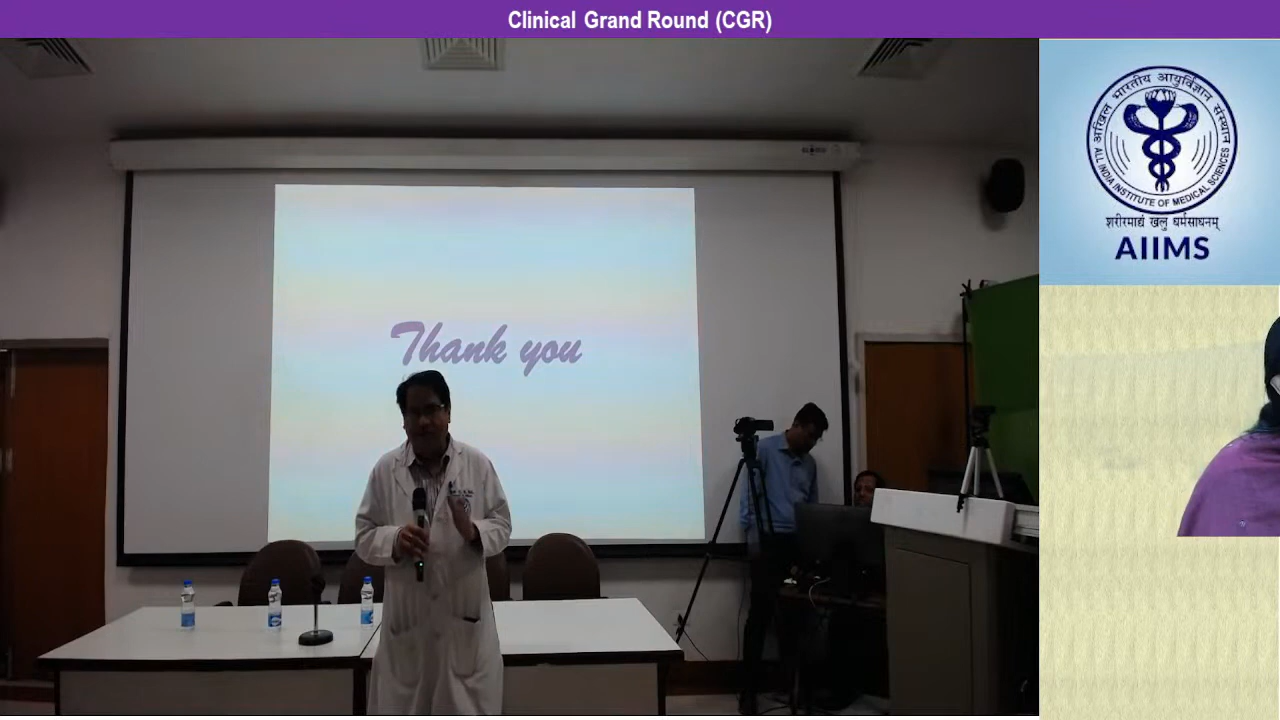 Clinical Grand Round (CGR)
Thank you
अखिल भारतीय आयुर्विज्ञान संस्थान
ALL INDIA INSTITUTE OF MEDICAL SCIENCES
शरीरमाद्यं खलु धर्मसाधनम्
AIIMS